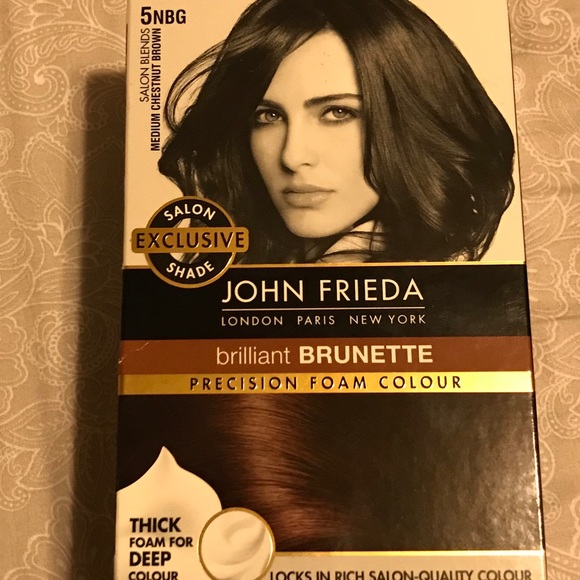 5NBG
SALON BLENDS
MEDIUM CHESTNUT BROWN
SALON
EXCLUSIVE
SHADE
JOHN FRIEDA
LONDON PARIS NEW YORK
brilliant BRUNETTE
PRECISION FOAM COLOUR
THICK
FOAM FOR
DEEP
COLOUR
LOCKS IN RICH SALON-QUALITY COLOUR